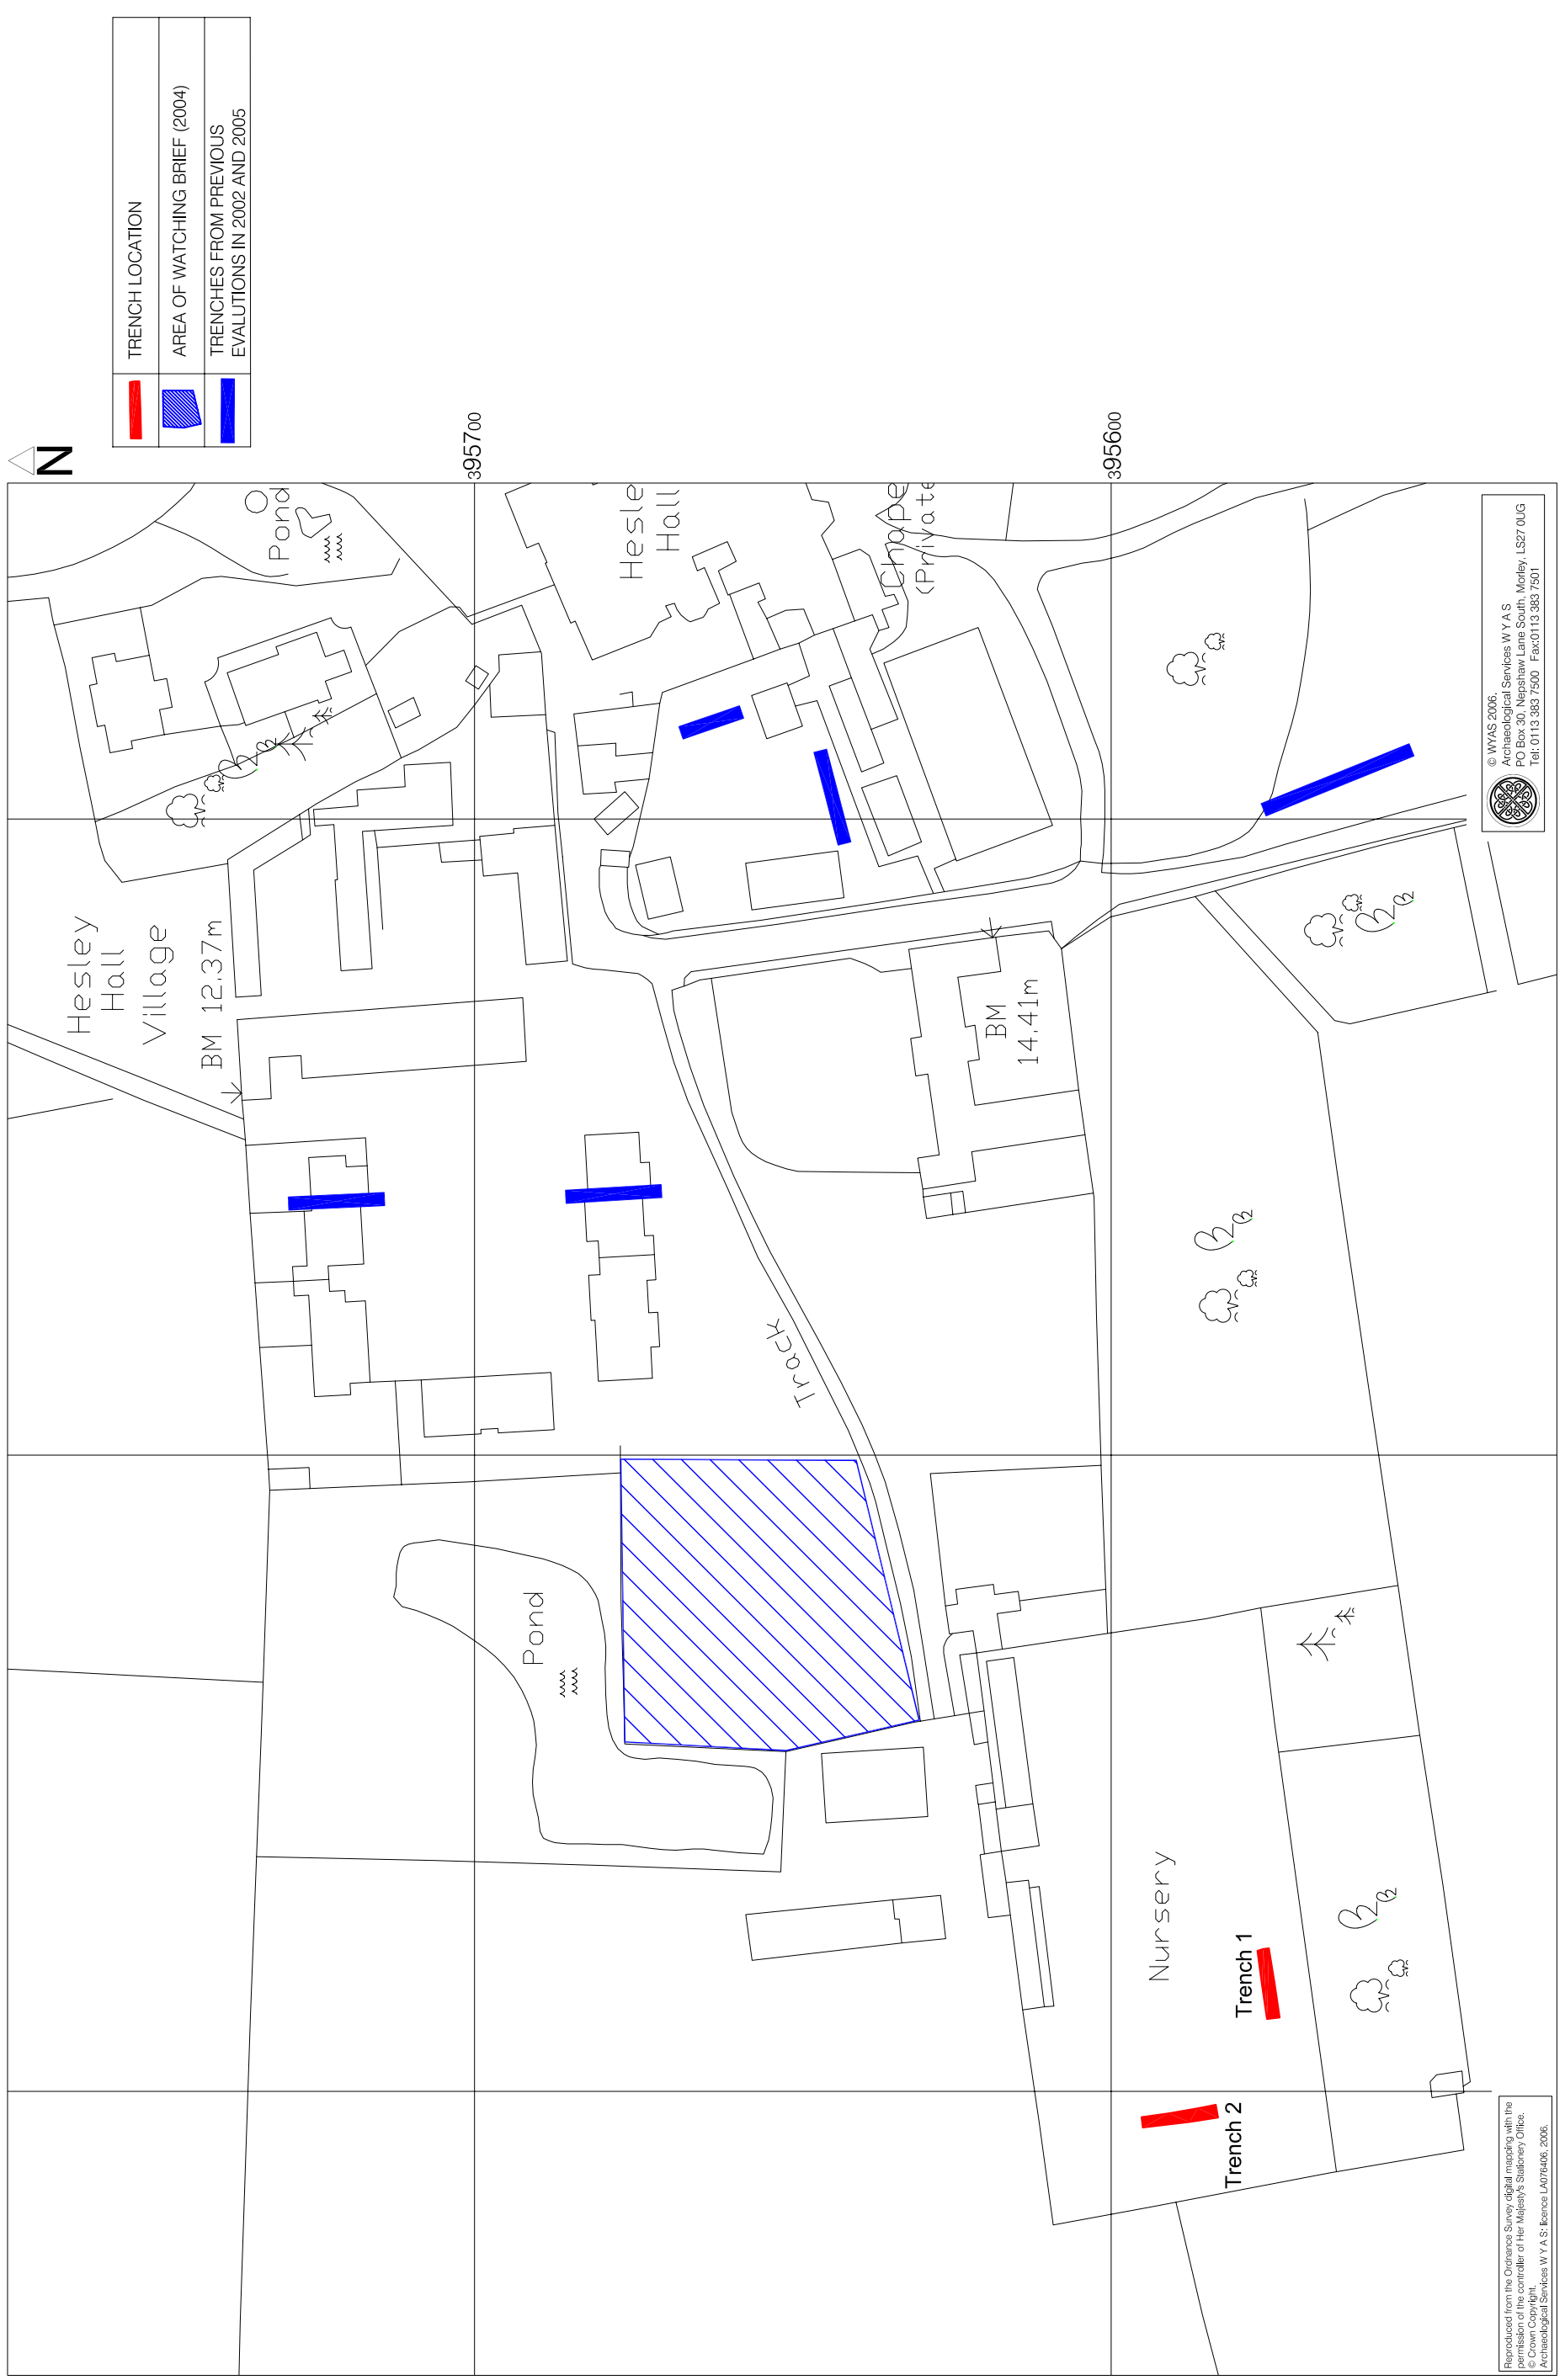 N
TRENCH LOCATION
AREA OF WATCHING BRIEF (2004)
TRENCHES FROM PREVIOUS
EVALUTIONS IN 2002 AND 2005
395700
395600
Pond
Hesle
Hall
Chape
(Private
Hesley
Hall
Village
BM 12.37m
BM
14.41m
Track
Pond
Nursery
Trench 1
Trench 2
© WYAS 2006.
Archaeological Services W Y A S
PO Box 30, Nepshaw Lane South, Morley, LS27 0UG
Tel: 0113 383 7500 Fax:0113 383 7501
Reproduced from the Ordnance Survey digital mapping with the
permission of the controller of Her Majesty's Stationery Office.
© Crown Copyright.
Archaeological Services W Y A S: licence LA076406, 2006.